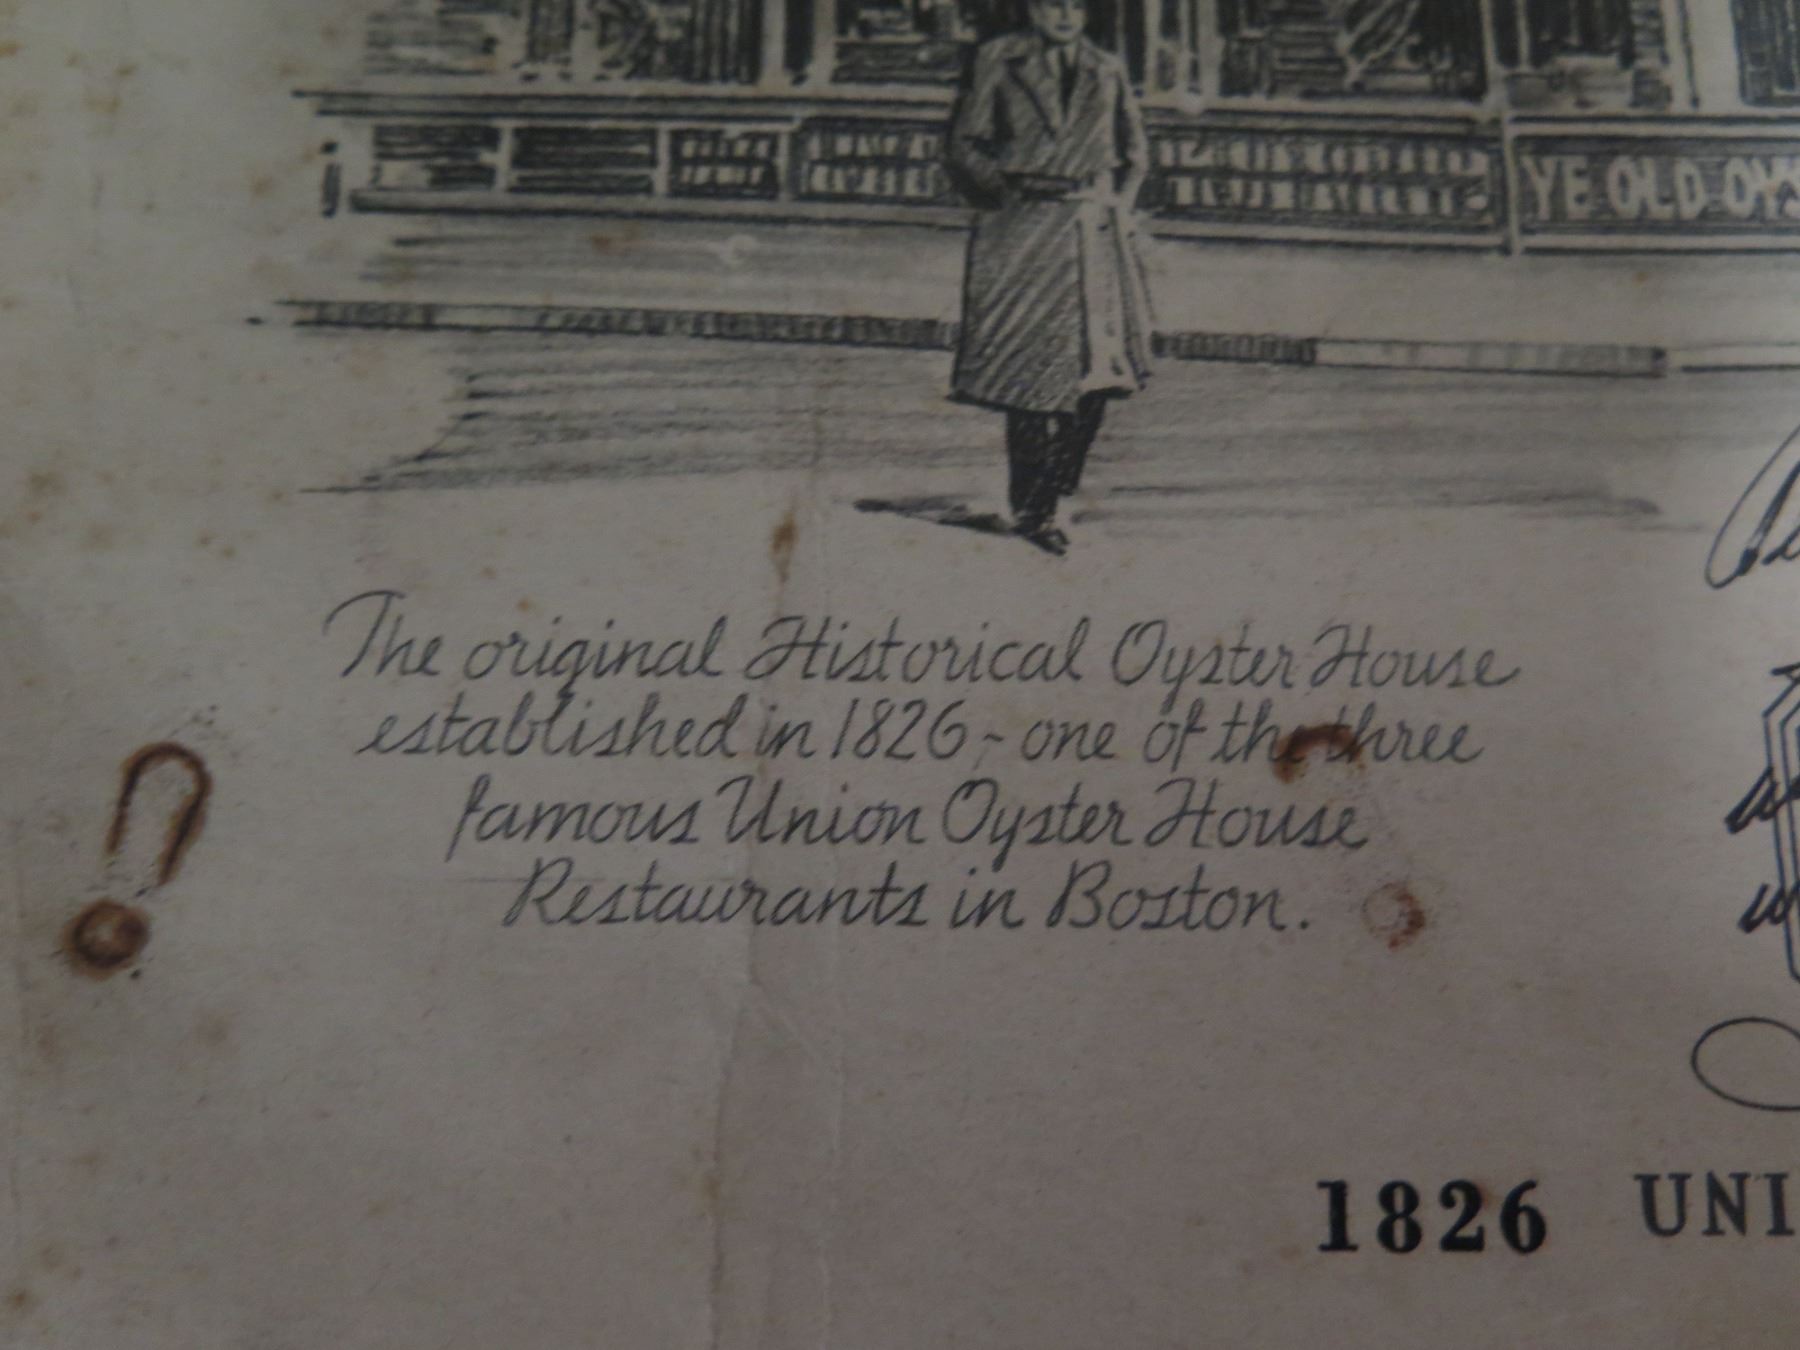 YE OLD OYS
The original Historical Oyster House
established in 1826,- one of the three
famous Union Oyster House
Restaurants in Boston.
1826 UNI